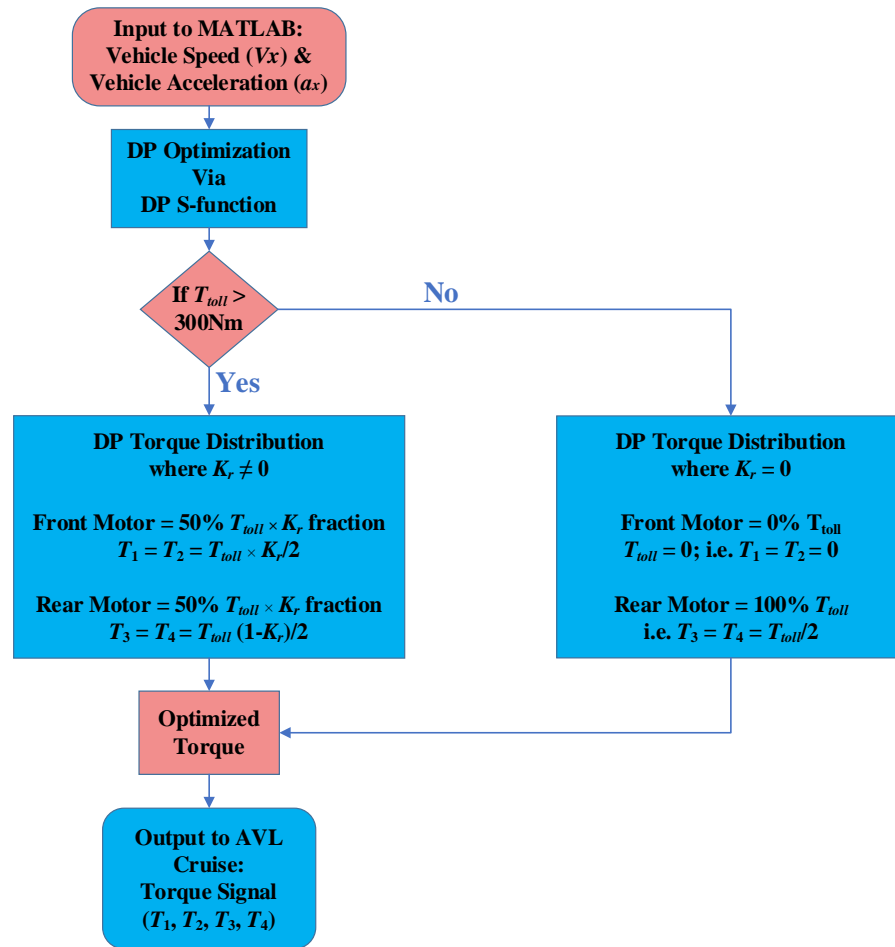 Input to MATLAB:
Vehicle Speed (Vx) &
Vehicle Acceleration (ax)
DP Optimization
Via
DP S-function
If Ttoll >
300Nm
No
Yes
DP Torque Distribution
where Kr ≠ 0
Front Motor = 50% Ttoll × Kr fraction
T1 = T2 = Ttoll × Kr/2
Rear Motor = 50% Ttoll × Kr fraction
T3 = T4 = Ttoll (1-Kr)/2
DP Torque Distribution
where Kr = 0
Front Motor = 0% Ttoll
Ttoll = 0; i.e. T1 = T2 = 0
Rear Motor = 100% Ttoll
i.e. T3 = T4 = Ttoll/2
Optimized
Torque
Output to AVL
Cruise:
Torque Signal
(T1, T2, T3, T4)